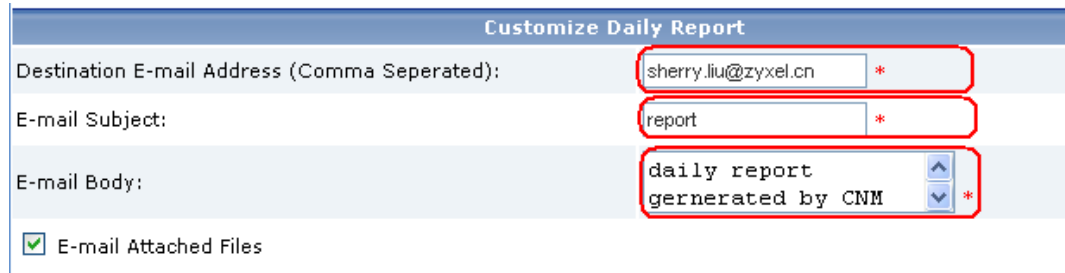 Customize Daily Report
Destination E-mail Address (Comma Seperated): sherry.liu@zyxel.cn *
E-mail Subject: report *
E-mail Body: daily report
gernerated by CNM *
E-mail Attached Files